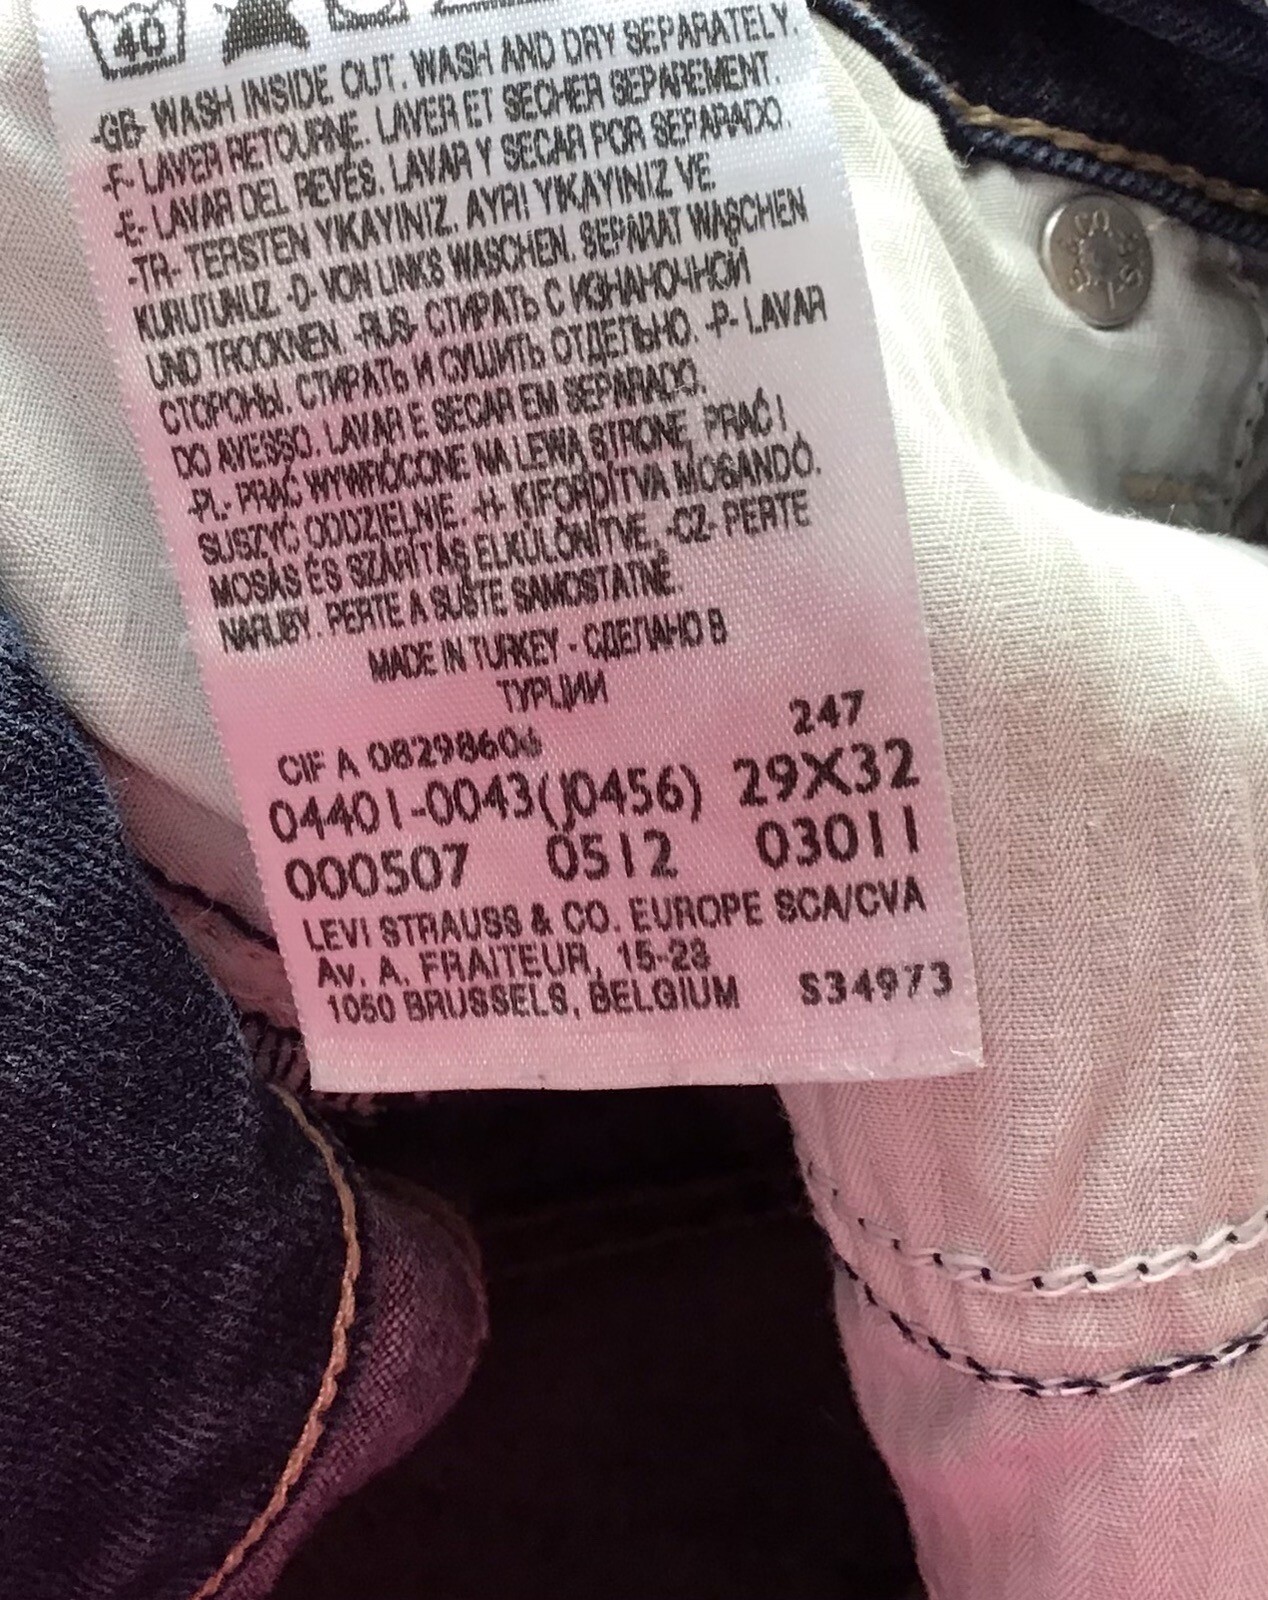 40
-GB- WASH INSIDE OUT. WASH AND DRY SEPARATELY.
-F- LAVER RETOURNE. LAVER ET SECHER SEPAREMENT.
-E- LAVAR DEL REVÉS. LAVAR Y SECAR POR SEPARADO.
-TR- TERSTEN YIKAYINIZ. AYRI YIKAYINIZ VE
KURUTUNUZ. -D- VON LINKS WASCHEN. SEPARAT WASCHEN
UND TROCKNEN. -RUS- СТИРАТЬ С ИЗНАНОЧНОЙ
СТОРОНЫ. СТИРАТЬ И СУШИТЬ ОТДЕЛЬНО. -P- LAVAR
DO AVESSO. LAVAR E SECAR EM SEPARADO.
-PL- PRAĆ WYWRÓCONE NA LEWĄ STRONĘ. PRAĆ I
SUSZYĆ ODDZIELNIE. -H- KIFORDÍTVA MOSANDÓ.
MOSÁS ÉS SZÁRÍTÁS ELKÜLÖNÍTVE. -CZ- PERTE
NARUBY. PERTE A SUŠTE SAMOSTATNĚ.
MADE IN TURKEY - СДЕЛАНО В
ТУРЦИИ
247
CIF A 08298606
04401-0043(J0456) 29X32
000507 0512 03011
LEVI STRAUSS & CO. EUROPE SCA/CVA
Av. A. FRAITEUR, 15-23
1050 BRUSSELS, BELGIUM S34973